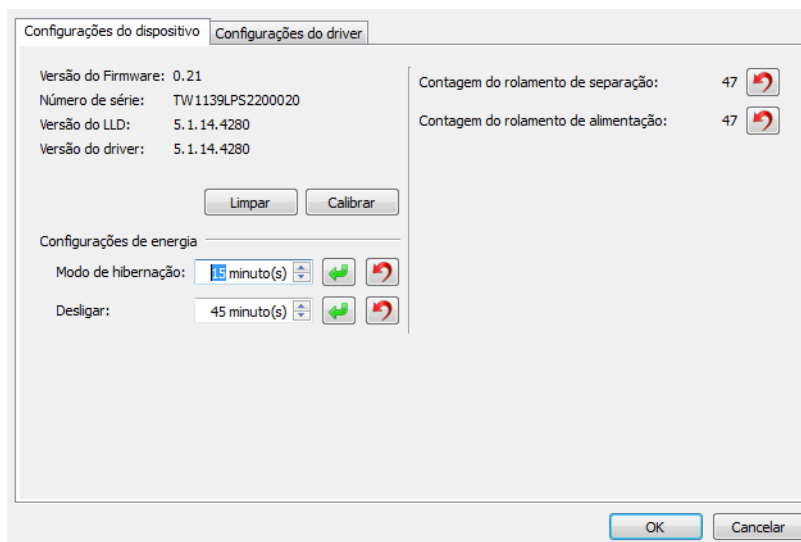 Configurações do dispositivo
Configurações do driver
Versão do Firmware: 0.21
Número de série: TW1139LPS2200020
Versão do LLD: 5.1.14.4280
Versão do driver: 5.1.14.4280
Limpar
Calibrar
Configurações de energia
Modo de hibernação: 15 minuto(s)
Desligar: 45 minuto(s)
Contagem do rolamento de separação: 47
Contagem do rolamento de alimentação: 47
OK
Cancelar